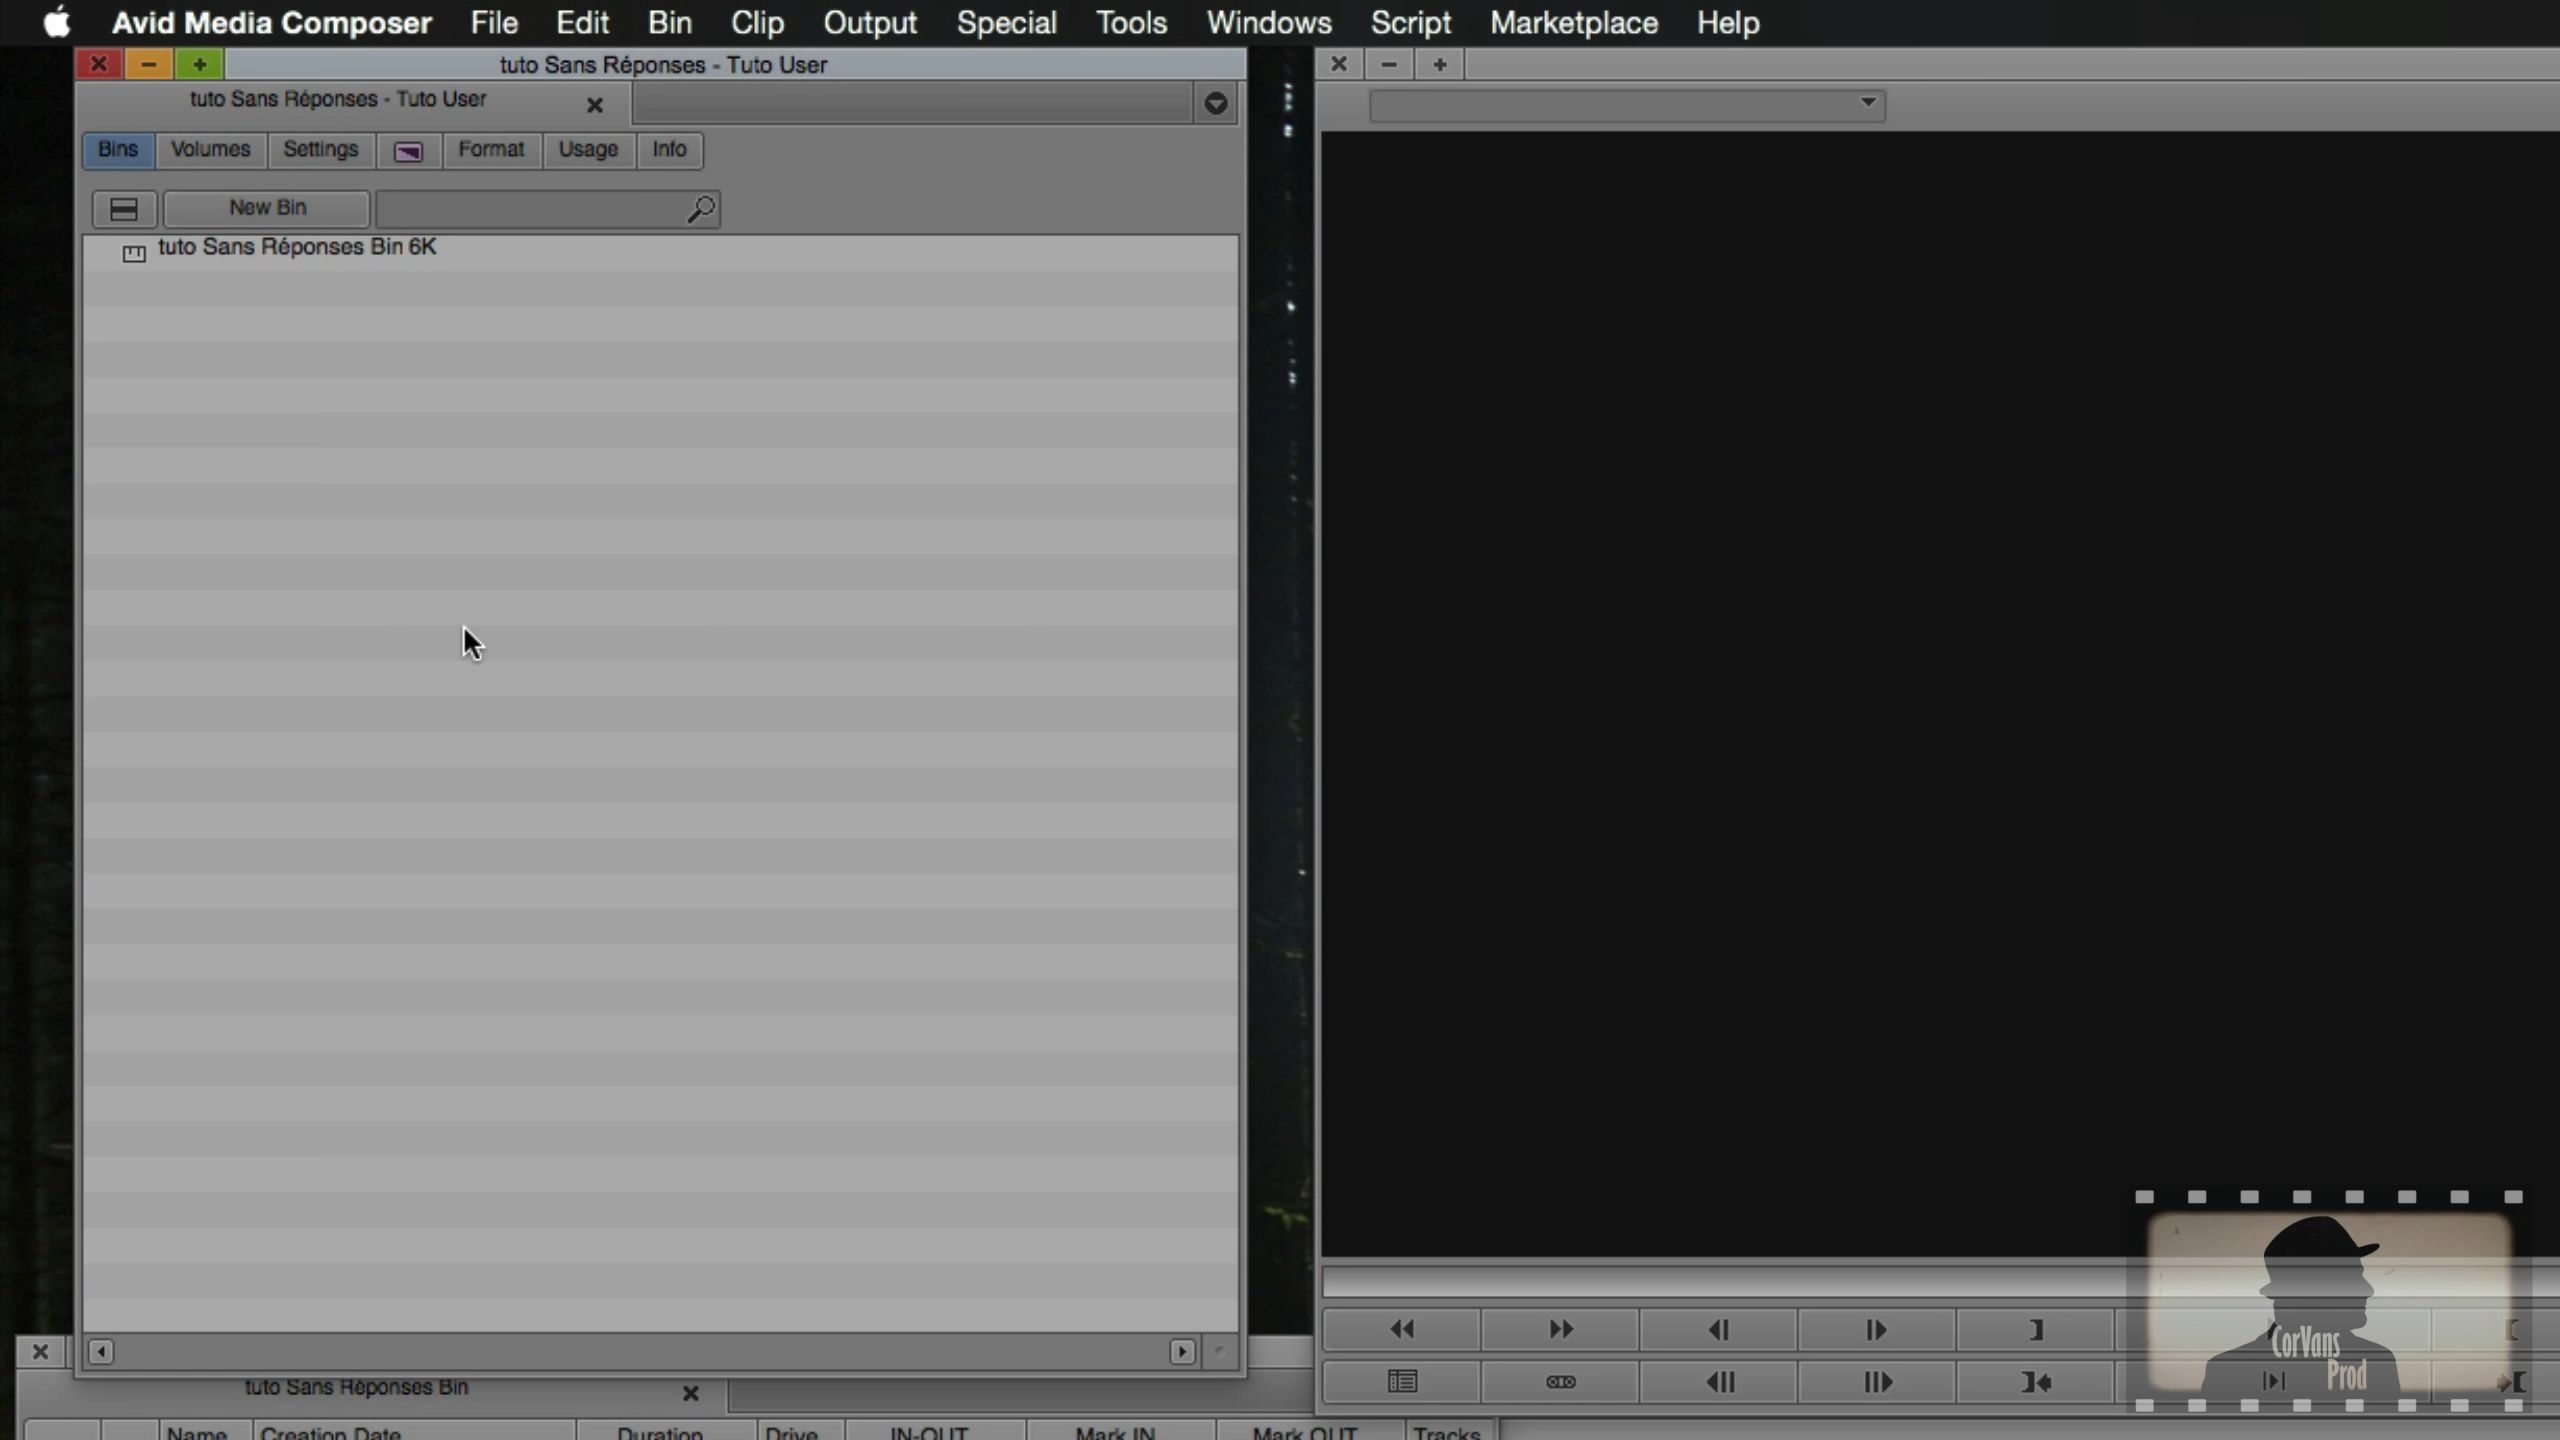 Avid Media Composer File Edit Bin Clip Output Special Tools Windows Script Marketplace Help
tuto Sans Réponses - Tuto User
tuto Sans Réponses - Tuto User
Bins Volumes Settings Format Usage Info
New Bin
tuto Sans Réponses Bin 6K
tuto Sans Réponses Bin
Name Creation Date Duration Drive IN-OUT Mark IN Mark OUT Tracks
CorVans
Prod